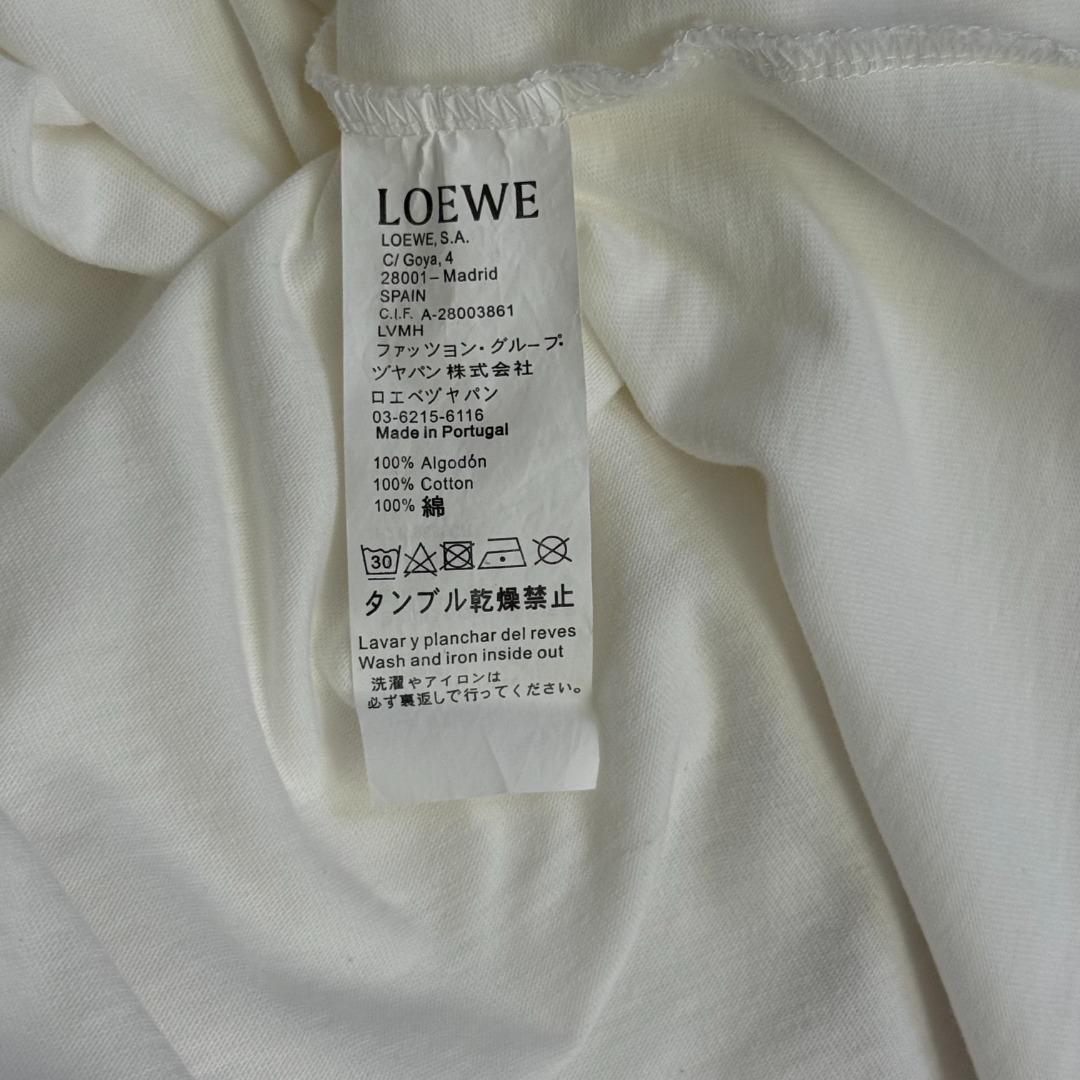 LOEWE
LOEWE, S.A.
C/ Goya, 4
28001–Madrid
SPAIN
C.I.F. A-28003861
LVMH
ファッツョン・グループ
ヅヤパン株式会社
ロエベヅヤパン
03-6215-6116
Made in Portugal
100% Algodón
100% Cotton
100% 綿
30
タンブル乾燥禁止
Lavar y planchar del reves
Wash and iron inside out
洗濯やアイロンは
必ず裏返しで行ってください。